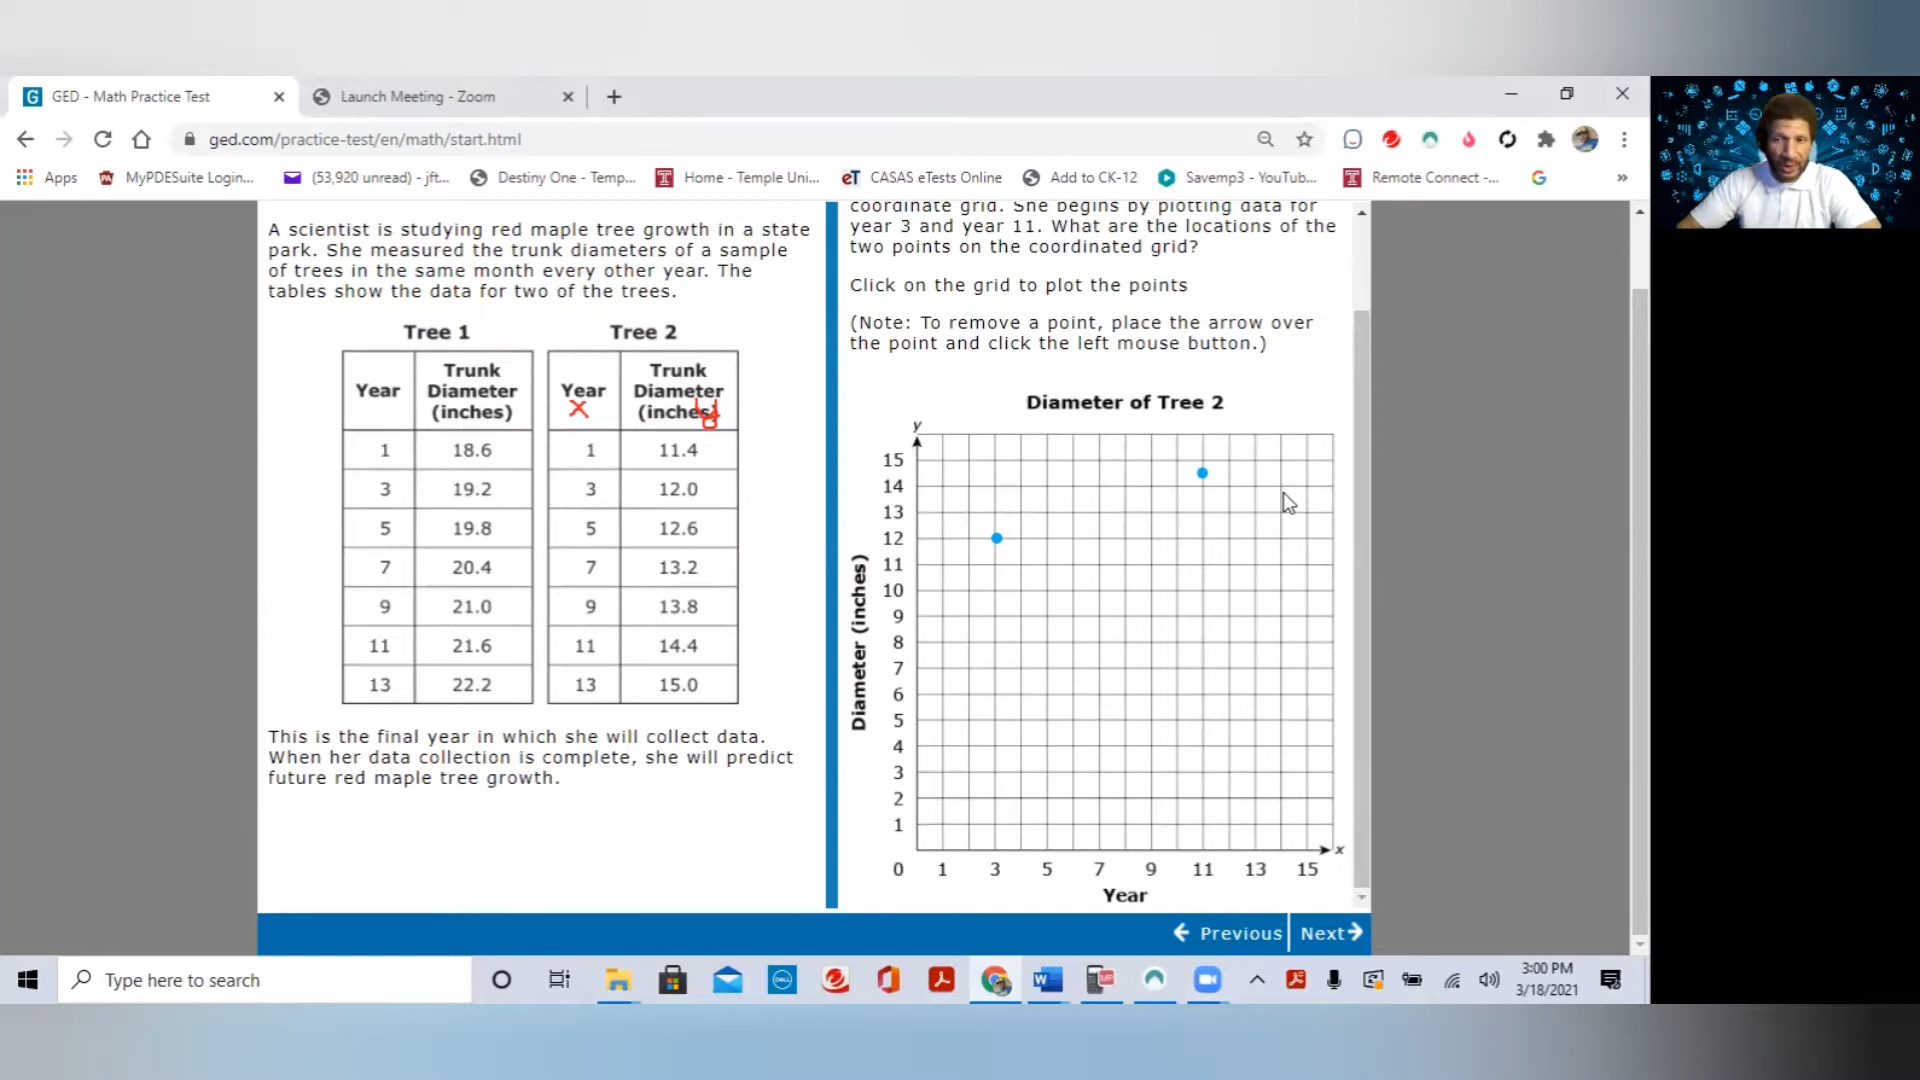 GED - Math Practice Test
Launch Meeting - Zoom
ged.com/practice-test/en/math/start.html
Apps
MyPDESuite Login...
(53,920 unread) - jft...
Destiny One - Temp...
Home - Temple Uni...
eT CASAS eTests Online
Add to CK-12
Savemp3 - YouTub...
Remote Connect -...
A scientist is studying red maple tree growth in a state
park. She measured the trunk diameters of a sample
of trees in the same month every other year. The
tables show the data for two of the trees.
Tree 1
Year Trunk Diameter (inches)
1 18.6
3 19.2
5 19.8
7 20.4
9 21.0
11 21.6
13 22.2
Tree 2
Year Trunk Diameter (inches)
X y
1 11.4
3 12.0
5 12.6
7 13.2
9 13.8
11 14.4
13 15.0
This is the final year in which she will collect data.
When her data collection is complete, she will predict
future red maple tree growth.
coordinate grid. She begins by plotting data for
year 3 and year 11. What are the locations of the
two points on the coordinated grid?
Click on the grid to plot the points
(Note: To remove a point, place the arrow over
the point and click the left mouse button.)
Diameter of Tree 2
y
15
14
13
12
11
10
9
8
7
6
5
4
3
2
1
Diameter (inches)
0 1 3 5 7 9 11 13 15 x
Year
Previous Next
Type here to search
3:00 PM
3/18/2021